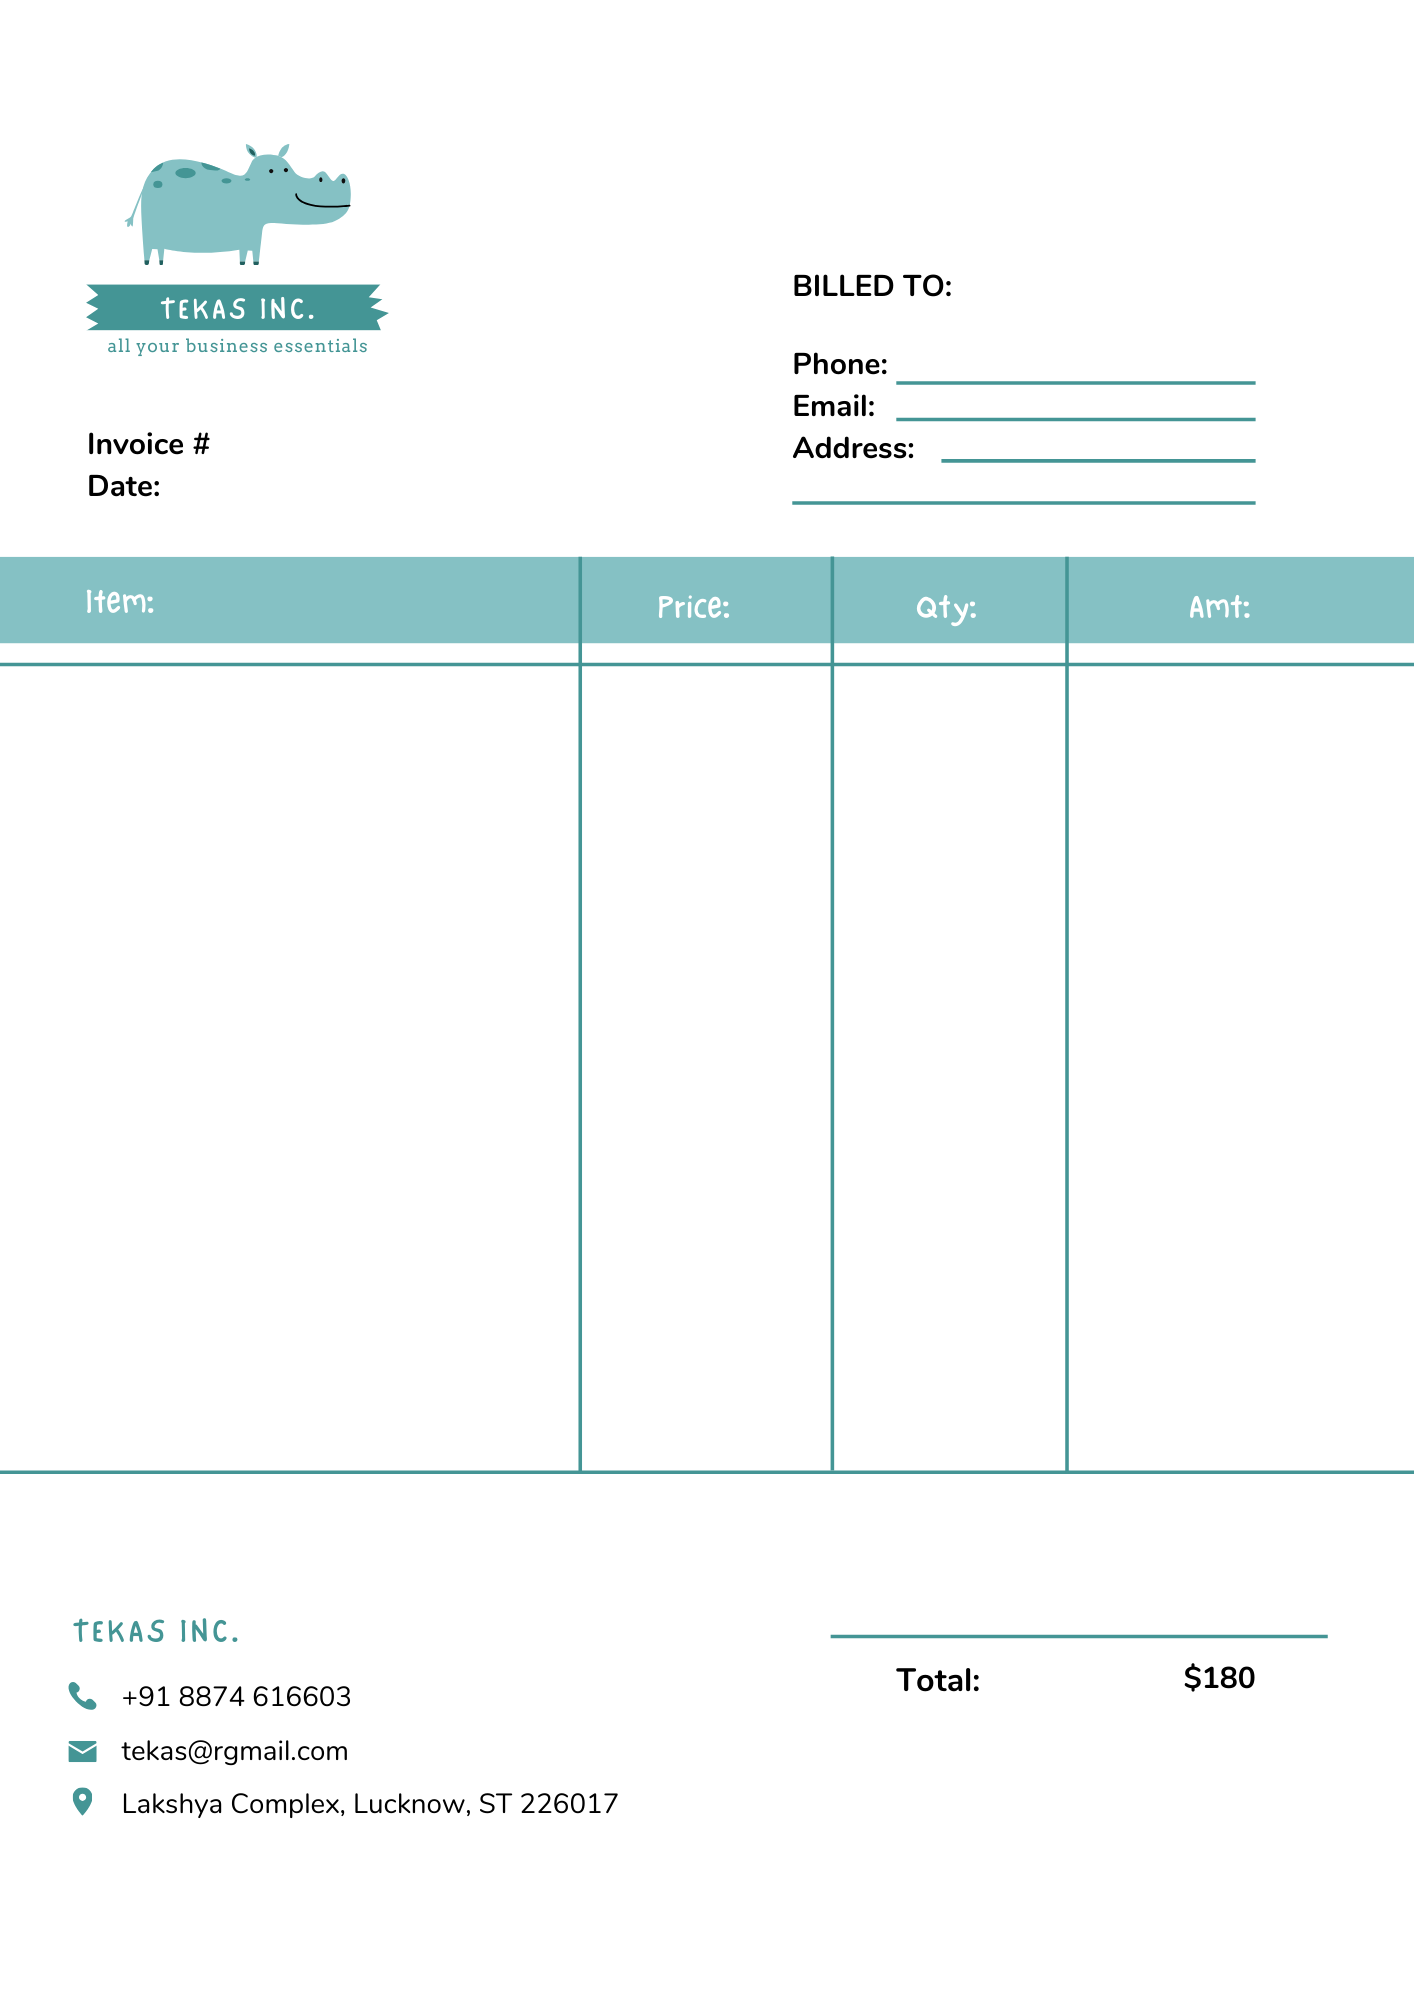 TEKAS INC.
all your business essentials
BILLED TO:
Phone:
Email:
Address:
Invoice #
Date:
Item: Price: Qty: Amt:
TEKAS INC.
+91 8874 616603
tekas@rgmail.com
Lakshya Complex, Lucknow, ST 226017
Total: $180